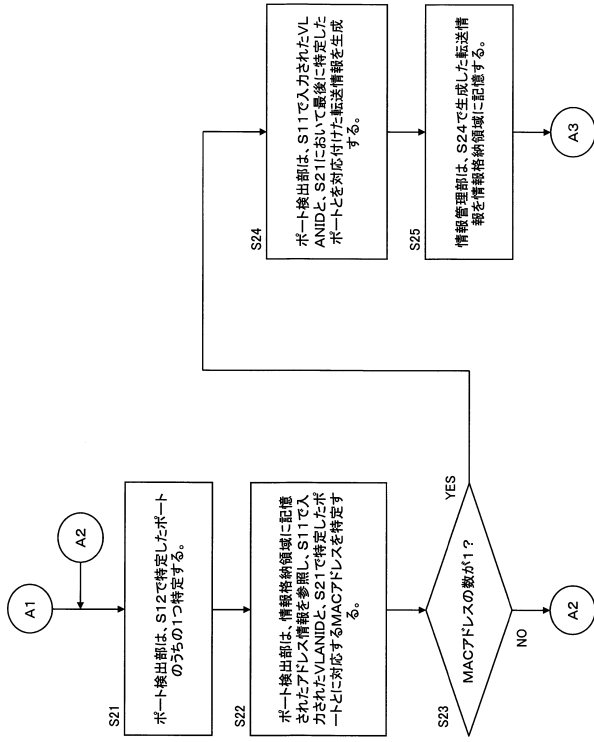 A1
A2
S21
ポート検出部は、S12で特定したポート
のうちの1つ特定する。
S22
ポート検出部は、情報格納領域に記憶
されたアドレス情報を参照し、S11で入
力されたVLANIDと、S21で特定したポ
ートとに対応するMACアドレスを特定す
る。
S23
MACアドレスの数が1?
YES
NO
A2
S24
ポート検出部は、S11で入力されたVL
ANIDと、S21において最後に特定した
ポートとを対応付けた転送情報を生成
する。
S25
情報管理部は、S24で生成した転送情
報を情報格納領域に記憶する。
A3